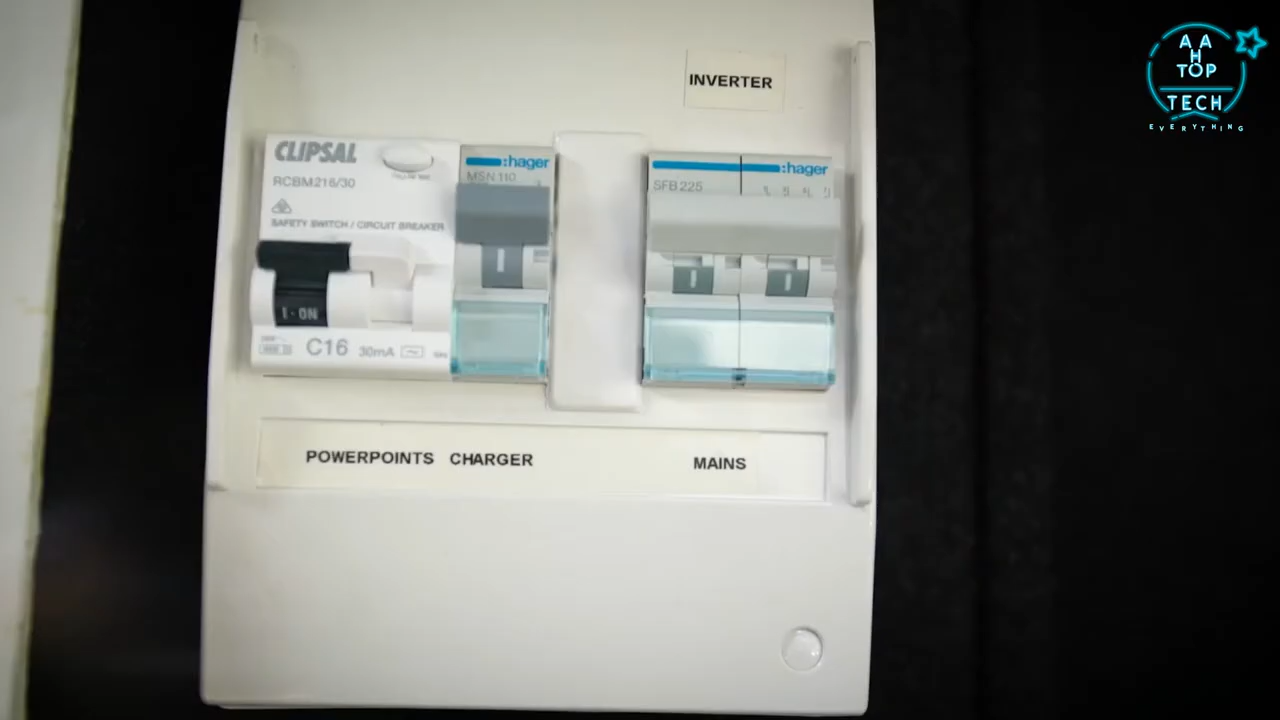 A A
H
TOP
TECH
EVERYTHING
INVERTER
CLIPSAL
RCBM216/30
SAFETY SWITCH / CIRCUIT BREAKER
I-ON
C16 30mA
:hager
MSN 110
I
:hager
SFB 225
I I
POWERPOINTS CHARGER MAINS